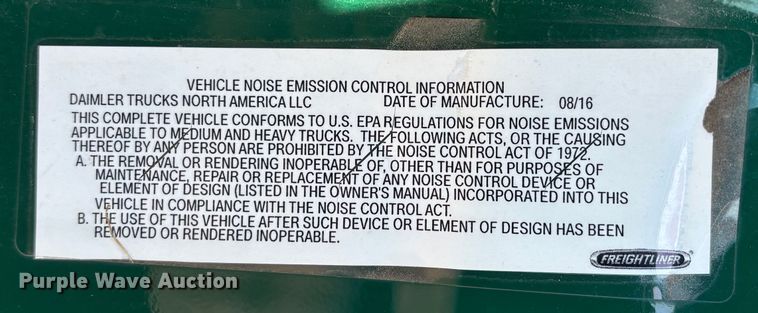 VEHICLE NOISE EMISSION CONTROL INFORMATION
DAIMLER TRUCKS NORTH AMERICA LLC DATE OF MANUFACTURE: 08/16
THIS COMPLETE VEHICLE CONFORMS TO U.S. EPA REGULATIONS FOR NOISE EMISSIONS
APPLICABLE TO MEDIUM AND HEAVY TRUCKS. THE FOLLOWING ACTS, OR THE CAUSING
THEREOF BY ANY PERSON ARE PROHIBITED BY THE NOISE CONTROL ACT OF 1972.
A. THE REMOVAL OR RENDERING INOPERABLE OF, OTHER THAN FOR PURPOSES OF
MAINTENANCE, REPAIR OR REPLACEMENT OF ANY NOISE CONTROL DEVICE OR
ELEMENT OF DESIGN (LISTED IN THE OWNER'S MANUAL) INCORPORATED INTO THIS
VEHICLE IN COMPLIANCE WITH THE NOISE CONTROL ACT.
B. THE USE OF THIS VEHICLE AFTER SUCH DEVICE OR ELEMENT OF DESIGN HAS BEEN
REMOVED OR RENDERED INOPERABLE.
FREIGHTLINER
Purple Wave Auction